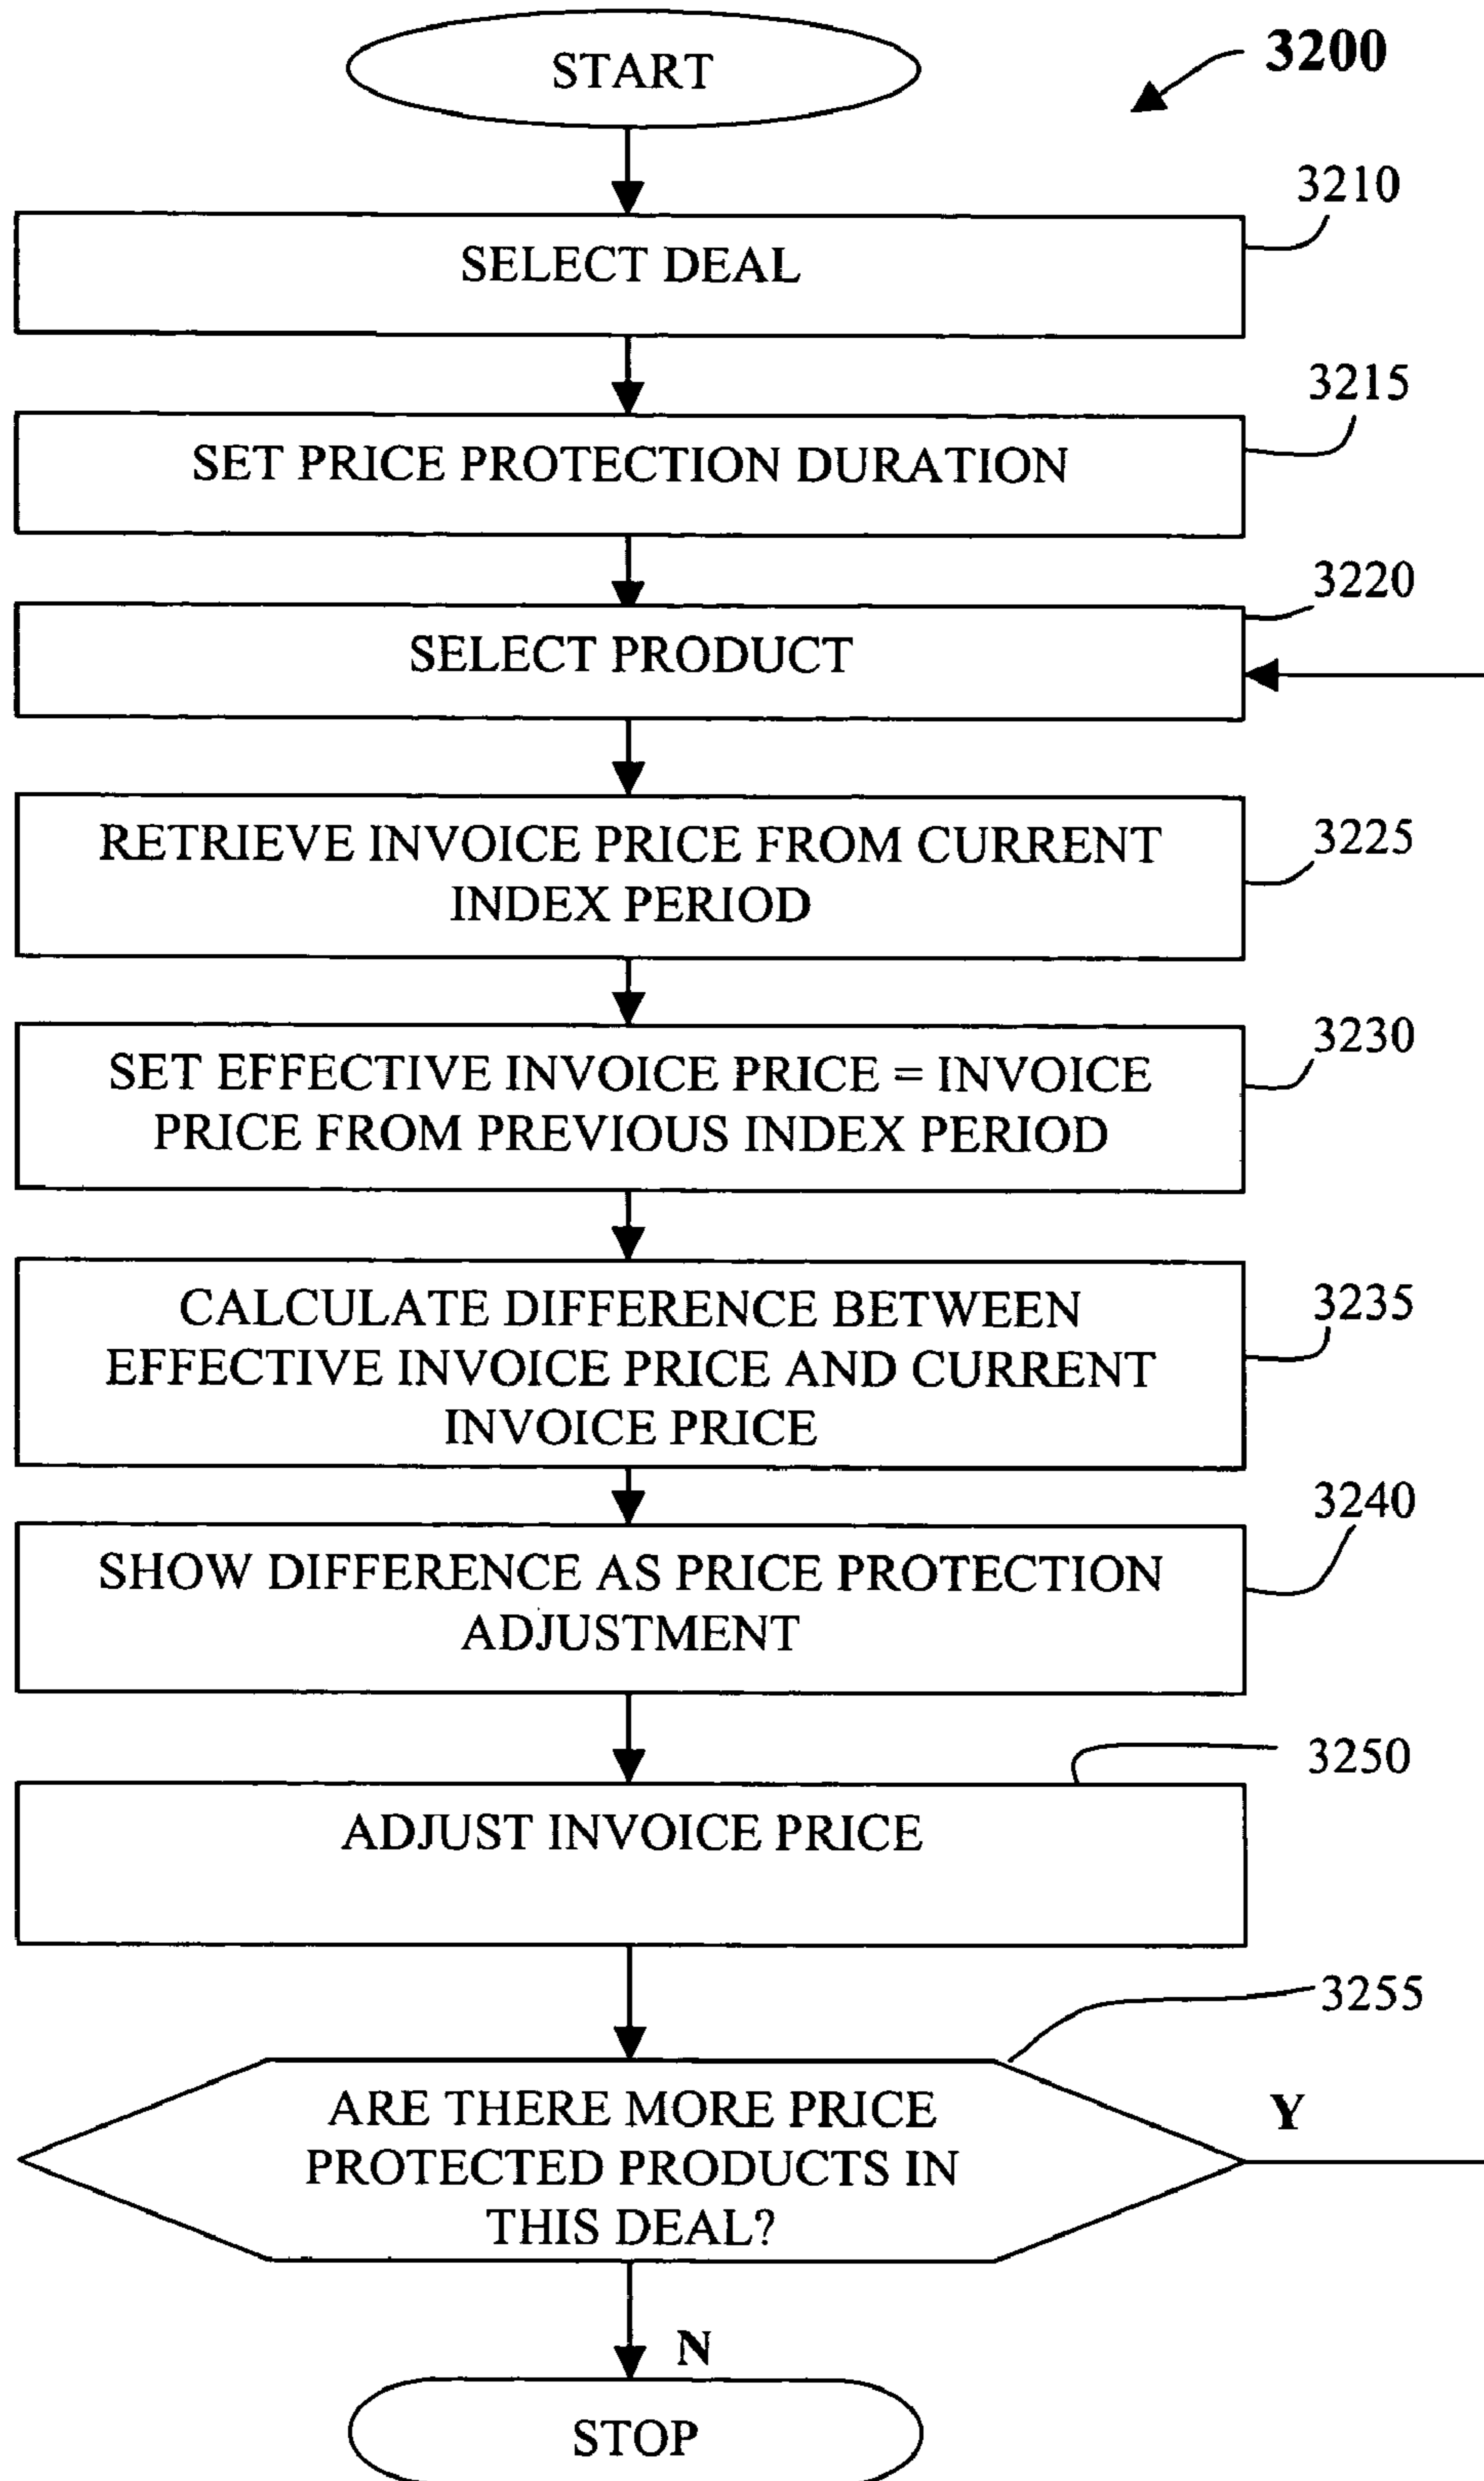 START
3200
3210
SELECT DEAL
3215
SET PRICE PROTECTION DURATION
3220
SELECT PRODUCT
RETRIEVE INVOICE PRICE FROM CURRENT
INDEX PERIOD
3225
SET EFFECTIVE INVOICE PRICE = INVOICE
PRICE FROM PREVIOUS INDEX PERIOD
3230
CALCULATE DIFFERENCE BETWEEN
EFFECTIVE INVOICE PRICE AND CURRENT
INVOICE PRICE
3235
3240
SHOW DIFFERENCE AS PRICE PROTECTION
ADJUSTMENT
3250
ADJUST INVOICE PRICE
3255
ARE THERE MORE PRICE
PROTECTED PRODUCTS IN
THIS DEAL?
Y
N
STOP